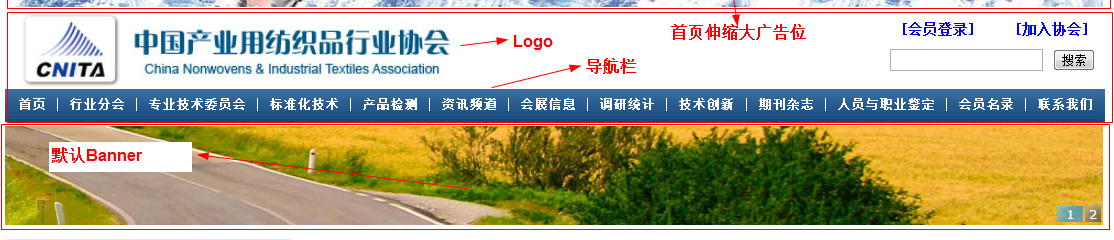 首页伸缩大广告位
[会员登录] [加入协会]
CNITA
中国产业用纺织品行业协会
China Nonwovens & Industrial Textiles Association
Logo
导航栏
搜索
首页 | 行业分会 | 专业技术委员会 | 标准化技术 | 产品检测 | 资讯频道 | 会展信息 | 调研统计 | 技术创新 | 期刊杂志 | 人员与职业鉴定 | 会员名录 | 联系我们
默认Banner
1 2